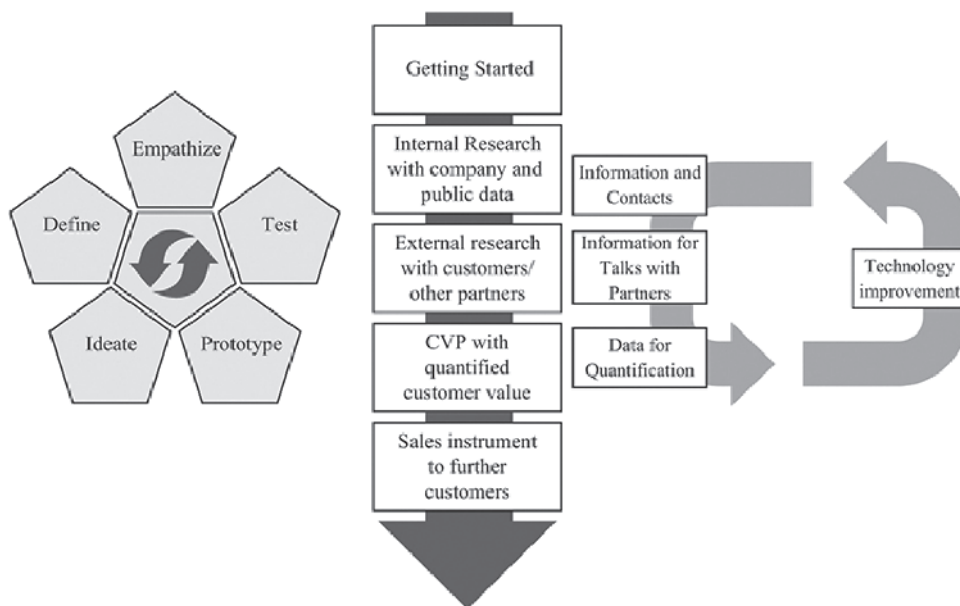 Empathize
Define
Test
Ideate
Prototype
Getting Started
Internal Research
with company and
public data
External research
with customers/
other partners
CVP with
quantified
customer value
Sales instrument
to further
customers
Information and
Contacts
Information for
Talks with
Partners
Data for
Quantification
Technology
improvement